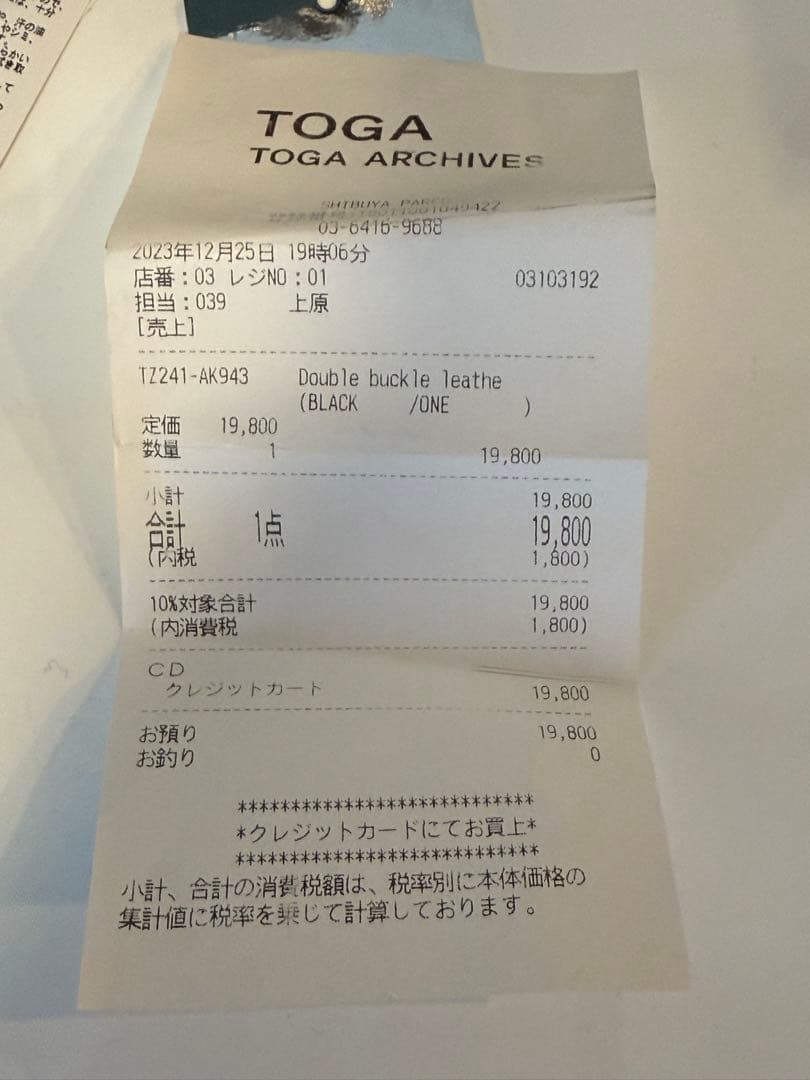 は、十分
汗の油
TOGA
TOGA ARCHIVES
SHIBUYA PARCO
03-6416-9688
2023年12月25日 19時06分
店番:03 レジNO:01 03103192
担当:039 上原
[売上]
TZ241-AK943 Double buckle leathe
(BLACK /ONE )
定価 19,800
数量 1 19,800
小計 19,800
合計 1点 19,800
(内税 1,800)
10%対象合計 19,800
(内消費税 1,800)
CD
クレジットカード 19,800
お預り 19,800
お釣り 0
****************************
*クレジットカードにてお買上*
****************************
小計、合計の消費税額は、税率別に本体価格の
集計値に税率を乗じて計算しております。